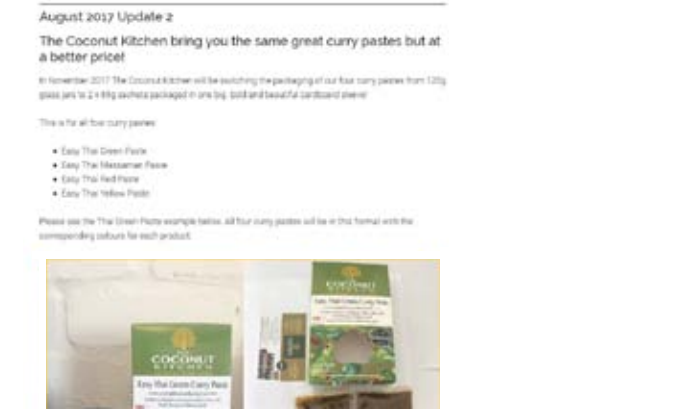 August 2017 Update 2
The Coconut Kitchen bring you the same great curry pastes but at
a better price!
In November 2017 The Coconut Kitchen will be switching the packaging of our four curry pastes from
glass jars to 2 x sachets packaged in one big, bold and beautiful cardboard sleeve!
This is for all four curry pastes:
Easy Thai Green Paste
Easy Thai Massaman Paste
Easy Thai Red Paste
Easy Thai Yellow Paste
Please see the Thai Green Paste example below. All four curry pastes will be in this format with the
corresponding colours for each product.
COCONUT
KITCHEN
Easy Thai Green Curry Paste
COCONUT
KITCHEN
Easy Thai Green Curry Paste